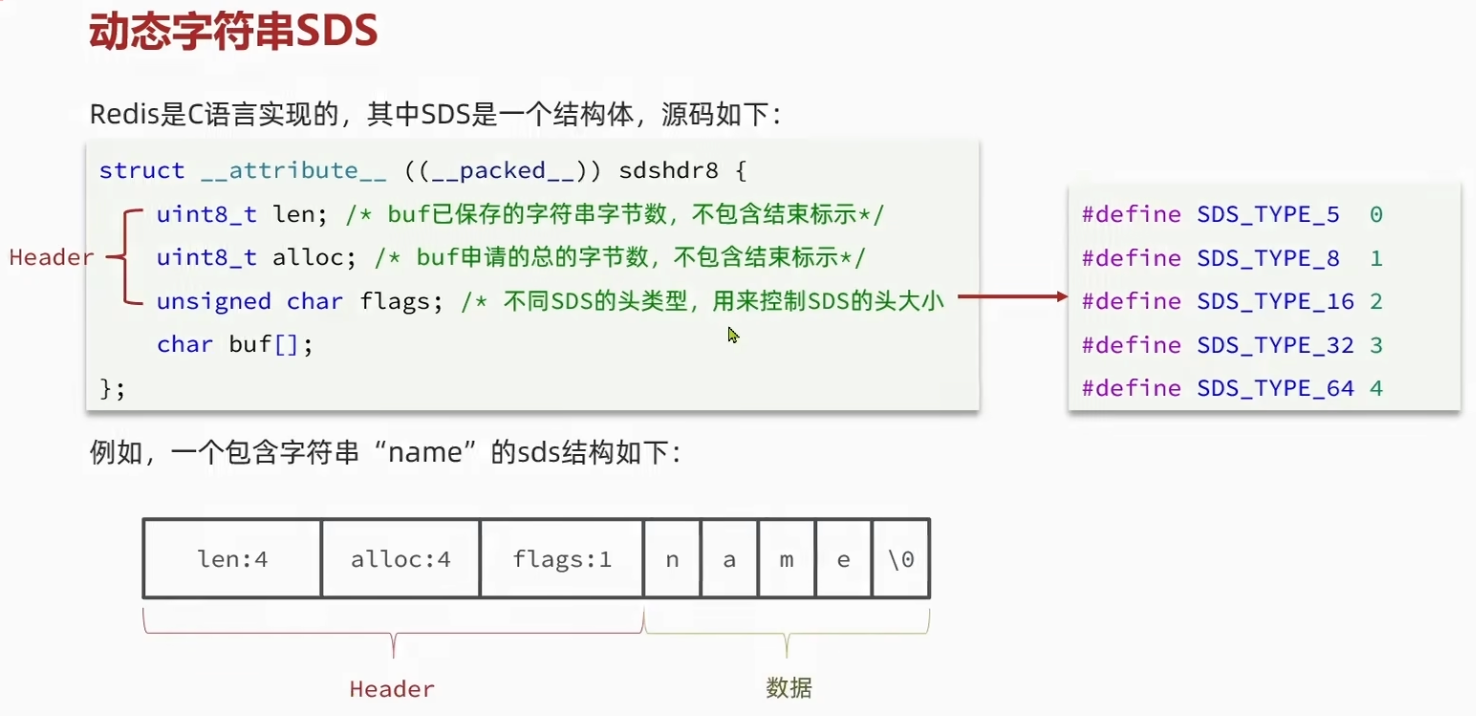 动态字符串SDS
Redis是C语言实现的，其中SDS是一个结构体，源码如下：
struct __attribute__ ((__packed__)) sdshdr8 {
uint8_t len; /* buf已保存的字符串字节数，不包含结束标示*/
Header
uint8_t alloc; /* buf申请的总的字节数，不包含结束标示*/
unsigned char flags; /* 不同SDS的头类型，用来控制SDS的头大小
char buf[];
};
#define SDS_TYPE_5 0
#define SDS_TYPE_8 1
#define SDS_TYPE_16 2
#define SDS_TYPE_32 3
#define SDS_TYPE_64 4
例如，一个包含字符串“name”的sds结构如下：
len:4 alloc:4 flags:1 n a m e \0
Header 数据